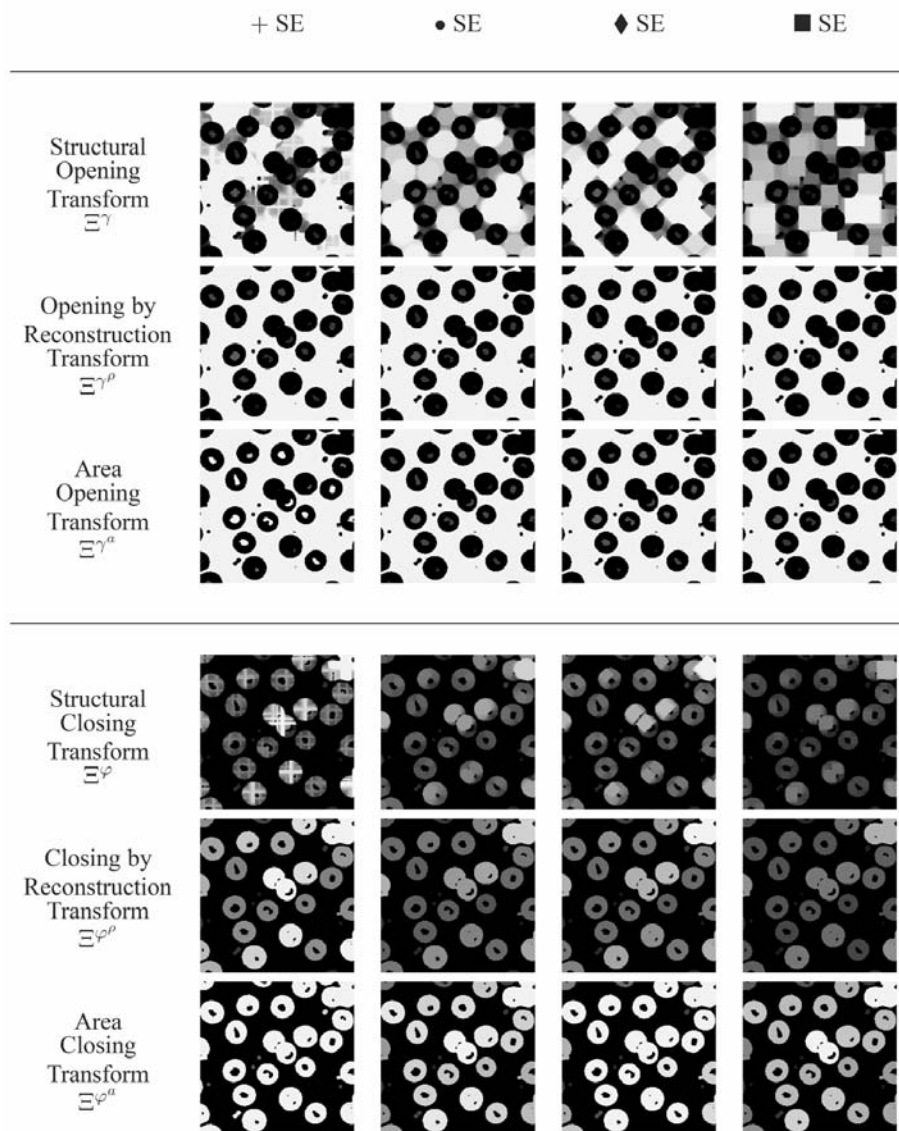 + SE ● SE ♦ SE ■ SE
Structural
Opening
Transform
Ξ^γ
Opening by
Reconstruction
Transform
Ξ^{γ^ρ}
Area
Opening
Transform
Ξ^{γ^a}
Structural
Closing
Transform
Ξ^φ
Closing by
Reconstruction
Transform
Ξ^{φ^ρ}
Area
Closing
Transform
Ξ^{φ^a}